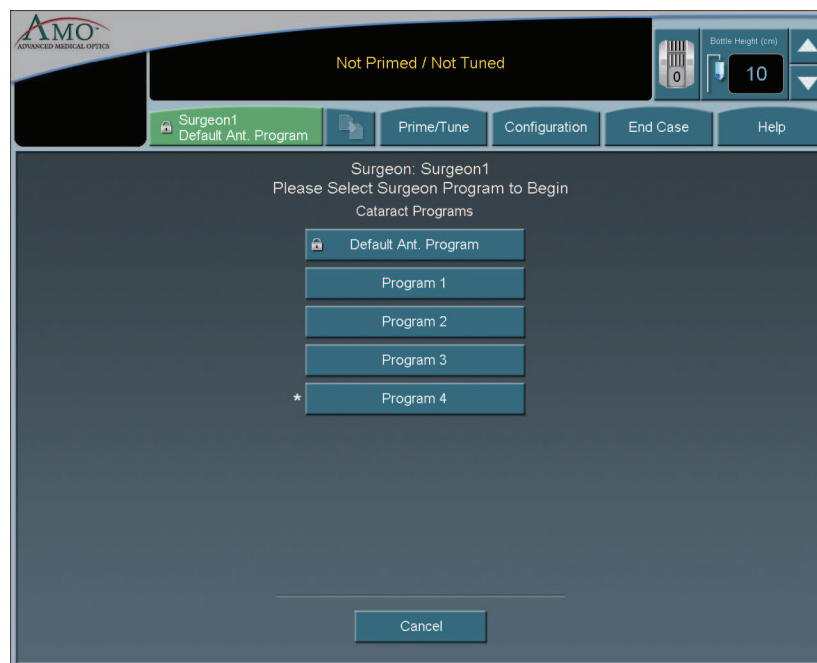 AMO
ADVANCED MEDICAL OPTICS
Not Primed / Not Tuned
0
Bottle Height (cm)
10
Surgeon1
Default Ant. Program
Prime/Tune
Configuration
End Case
Help
Surgeon: Surgeon1
Please Select Surgeon Program to Begin
Cataract Programs
Default Ant. Program
Program 1
Program 2
Program 3
* Program 4
Cancel